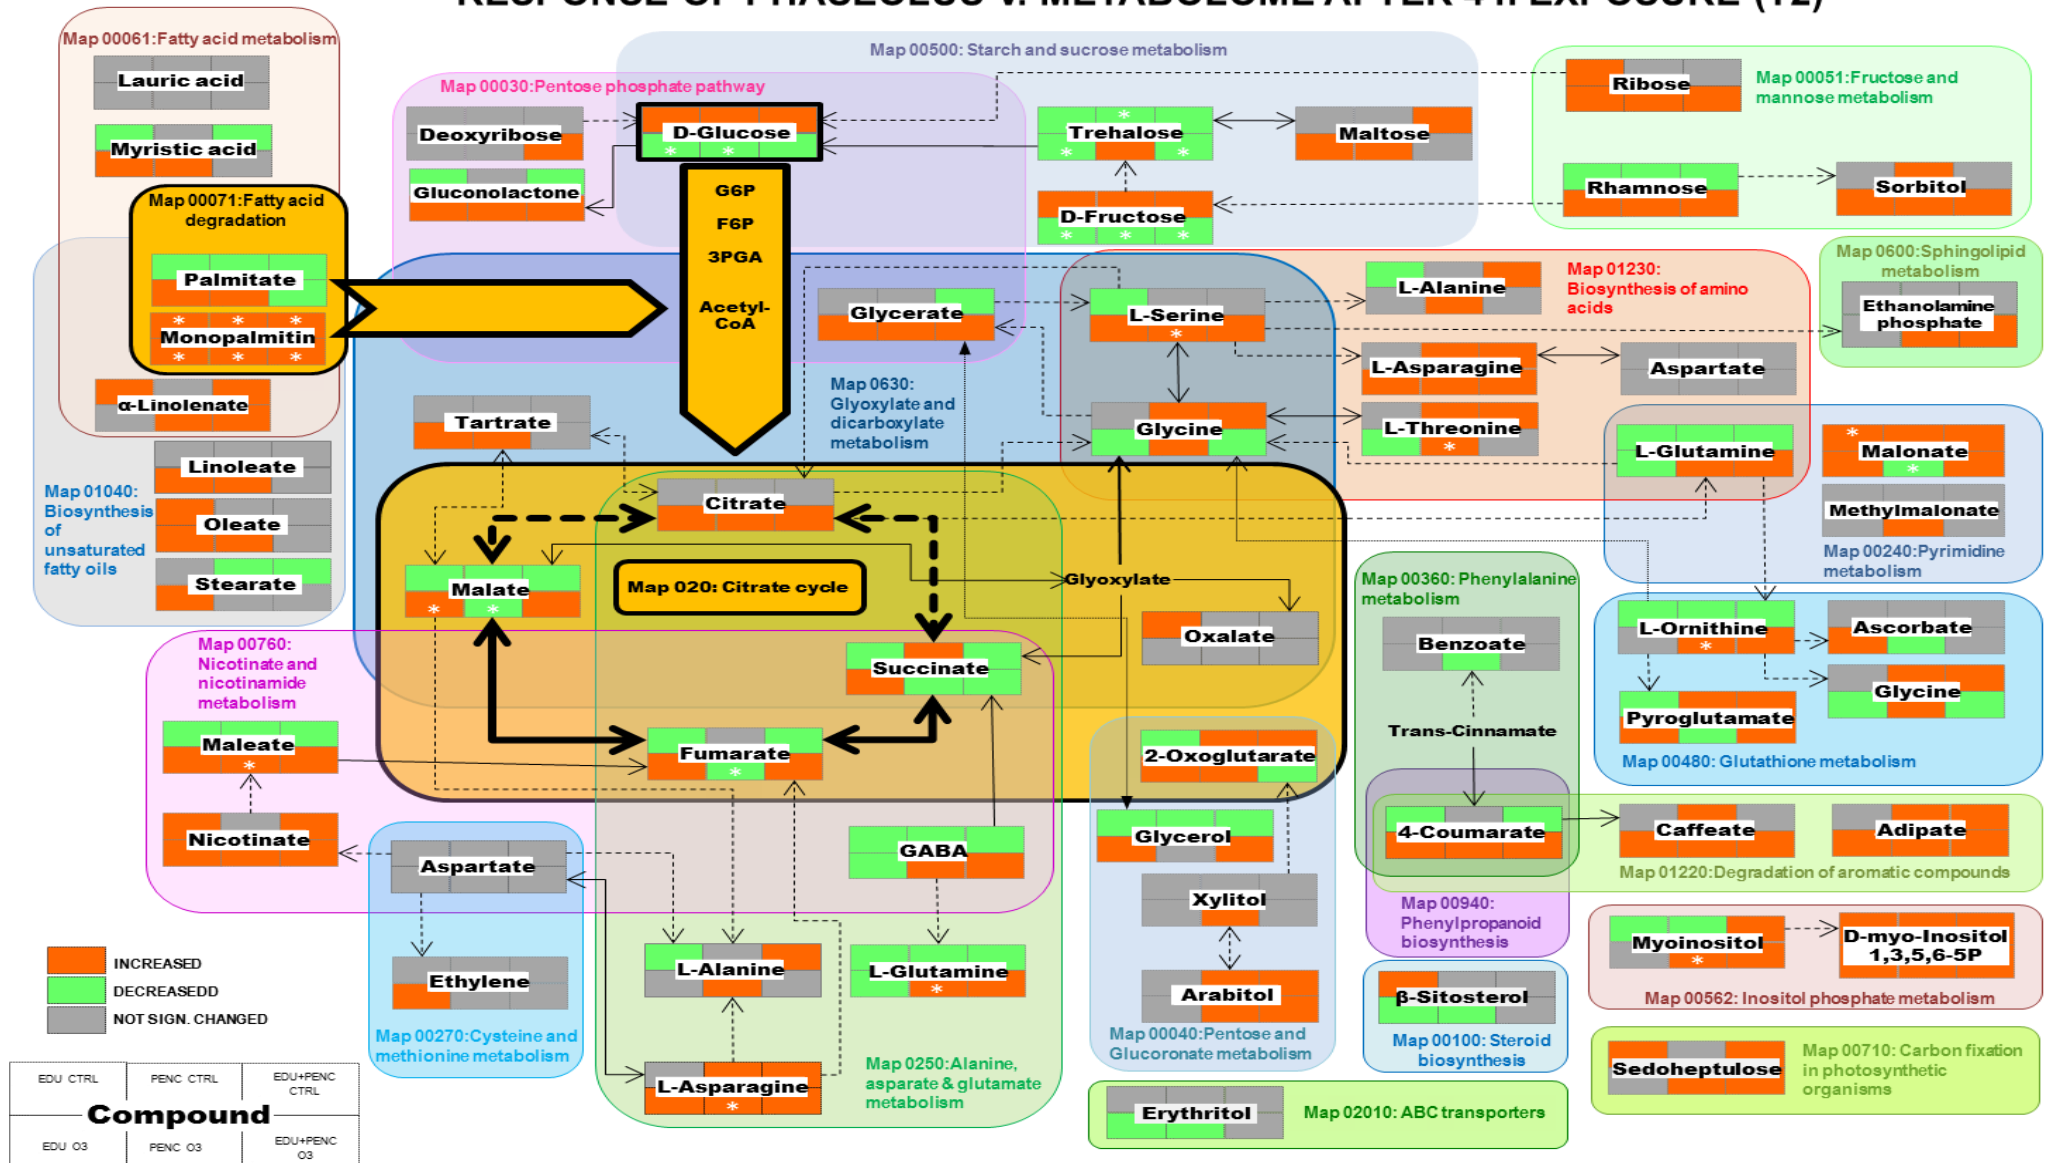 RESPONSE OF PHASEOLUS V. METABOLOME AFTER 4 h EXPOSURE (T2)
Map 00061:Fatty acid metabolism
Lauric acid
Myristic acid
Map 00071:Fatty acid
degradation
Palmitate
* * *
Monopalmitin
* * *
α-Linolenate
Linoleate
Oleate
Stearate
Map 01040:
Biosynthesis
of
unsaturated
fatty oils
Map 00030:Pentose phosphate pathway
Deoxyribose
Gluconolactone
D-Glucose
* *
Map 00500: Starch and sucrose metabolism
*
Trehalose
* *
Maltose
D-Fructose
* * *
Ribose
Map 00051:Fructose and
mannose metabolism
Rhamnose
Sorbitol
G6P
F6P
3PGA
Acetyl-
CoA
Glycerate
Map 0630:
Glyoxylate and
dicarboxylate
metabolism
Tartrate
L-Serine
*
Glycine
L-Alanine
Map 01230:
Biosynthesis of amino
acids
L-Asparagine
Aspartate
L-Threonine
*
L-Glutamine
Map 0600:Sphingolipid
metabolism
Ethanolamine
phosphate
*
Malonate
*
Methylmalonate
Map 00240:Pyrimidine
metabolism
Citrate
Malate
* *
Map 020: Citrate cycle
Glyoxylate
Oxalate
Succinate
Fumarate
*
2-Oxoglutarate
Map 00760:
Nicotinate and
nicotinamide
metabolism
Maleate
*
Nicotinate
Aspartate
Ethylene
Map 00270:Cysteine and
methionine metabolism
GABA
L-Alanine
L-Glutamine
*
L-Asparagine
*
Map 0250:Alanine,
asparate & glutamate
metabolism
Glycerol
Xylitol
Arabitol
Map 00040:Pentose and
Glucoronate metabolism
Erythritol
Map 02010: ABC transporters
Map 00360: Phenylalanine
metabolism
Benzoate
Trans-Cinnamate
4-Coumarate
Map 00940:
Phenylpropanoid
biosynthesis
β-Sitosterol
Map 00100: Steroid
biosynthesis
L-Ornithine
*
Ascorbate
Glycine
Pyroglutamate
Map 00480: Glutathione metabolism
Caffeate
Adipate
Map 01220:Degradation of aromatic compounds
Myoinositol
*
D-myo-Inositol
1,3,5,6-5P
Map 00562: Inositol phosphate metabolism
Sedoheptulose
Map 00710: Carbon fixation
in photosynthetic
organisms
INCREASED
DECREASEDD
NOT SIGN. CHANGED
EDU CTRL
PENC CTRL
EDU+PENC
CTRL
Compound
EDU O3
PENC O3
EDU+PENC
O3